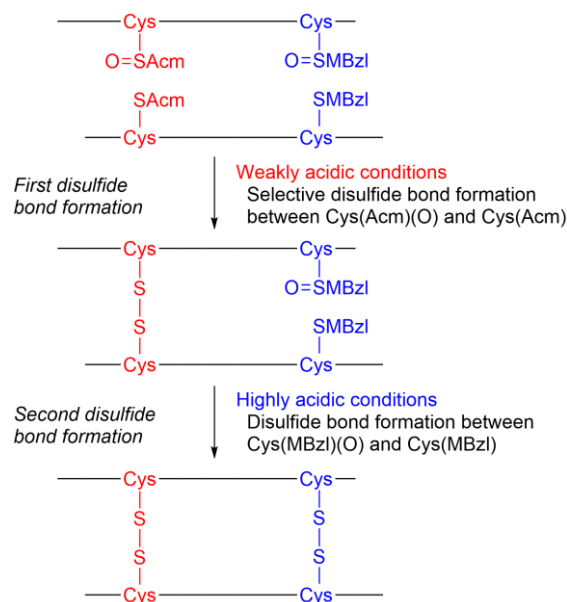 Cys Cys
O=SAcm O=SMBzl
SAcm SMBzl
Cys Cys
First disulfide
bond formation
Weakly acidic conditions
Selective disulfide bond formation
between Cys(Acm)(O) and Cys(Acm)
Cys Cys
S O=SMBzl
S SMBzl
Cys Cys
Second disulfide
bond formation
Highly acidic conditions
Disulfide bond formation between
Cys(MBzl)(O) and Cys(MBzl)
Cys Cys
S S
S S
Cys Cys